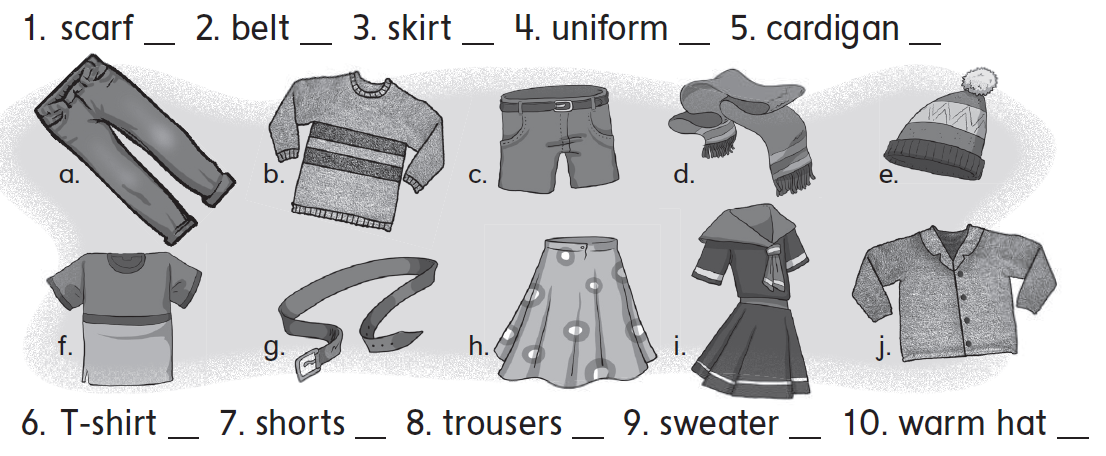 1. scarf __ 2. belt __ 3. skirt __ 4. uniform __ 5. cardigan __
a. b. c. d. e.
f. g. h. i. j.
6. T-shirt __ 7. shorts __ 8. trousers __ 9. sweater __ 10. warm hat __